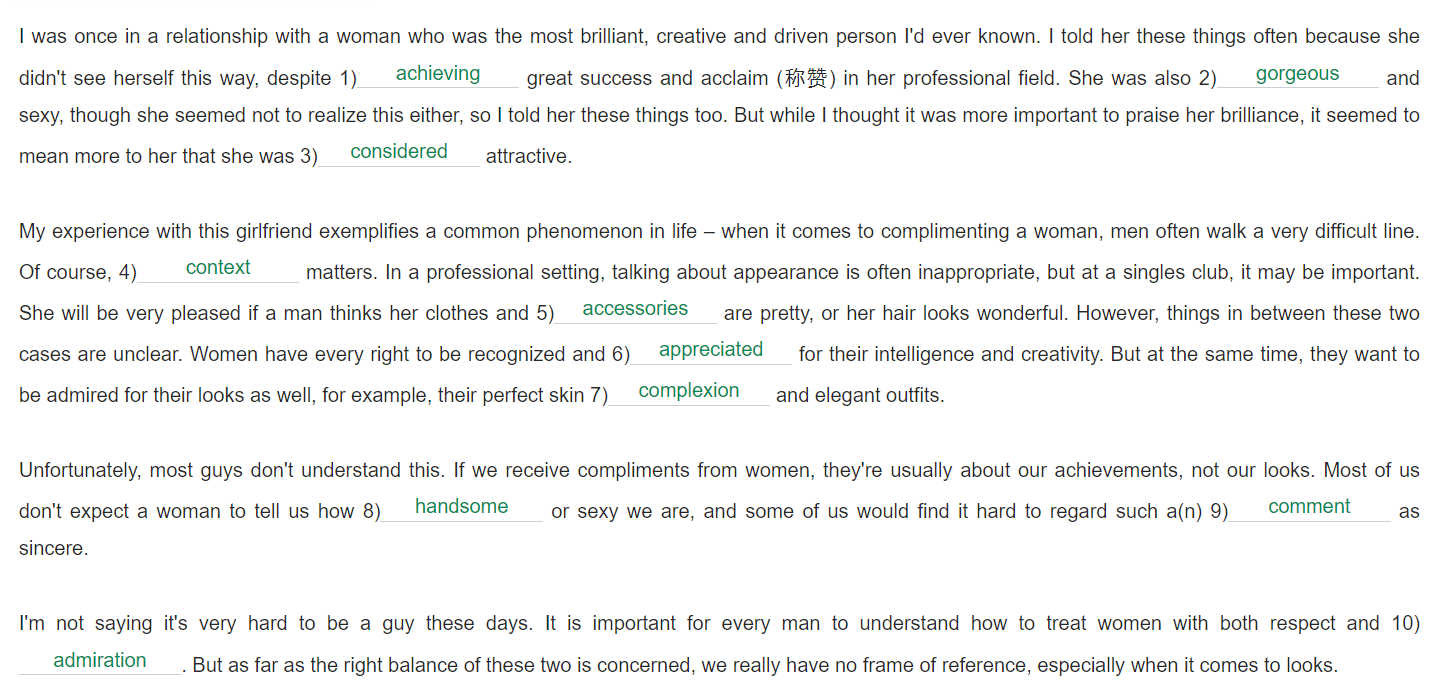 I was once in a relationship with a woman who was the most brilliant, creative and driven person I'd ever known. I told her these things often because she
didn't see herself this way, despite 1) achieving great success and acclaim (称赞) in her professional field. She was also 2) gorgeous and
sexy, though she seemed not to realize this either, so I told her these things too. But while I thought it was more important to praise her brilliance, it seemed to
mean more to her that she was 3) considered attractive.
My experience with this girlfriend exemplifies a common phenomenon in life – when it comes to complimenting a woman, men often walk a very difficult line.
Of course, 4) context matters. In a professional setting, talking about appearance is often inappropriate, but at a singles club, it may be important.
She will be very pleased if a man thinks her clothes and 5) accessories are pretty, or her hair looks wonderful. However, things in between these two
cases are unclear. Women have every right to be recognized and 6) appreciated for their intelligence and creativity. But at the same time, they want to
be admired for their looks as well, for example, their perfect skin 7) complexion and elegant outfits.
Unfortunately, most guys don't understand this. If we receive compliments from women, they're usually about our achievements, not our looks. Most of us
don't expect a woman to tell us how 8) handsome or sexy we are, and some of us would find it hard to regard such a(n) 9) comment as
sincere.
I'm not saying it's very hard to be a guy these days. It is important for every man to understand how to treat women with both respect and 10)
admiration . But as far as the right balance of these two is concerned, we really have no frame of reference, especially when it comes to looks.